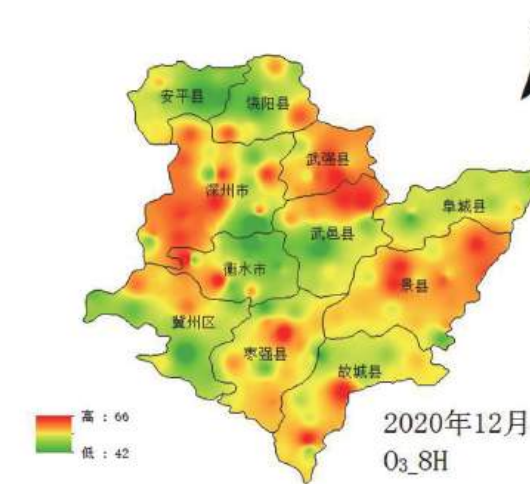 安平县
饶阳县
武强县
深州市
阜城县
武邑县
衡水市
景县
冀州区
枣强县
故城县
高 : 66
低 : 42
2020年12月
O₃_8H